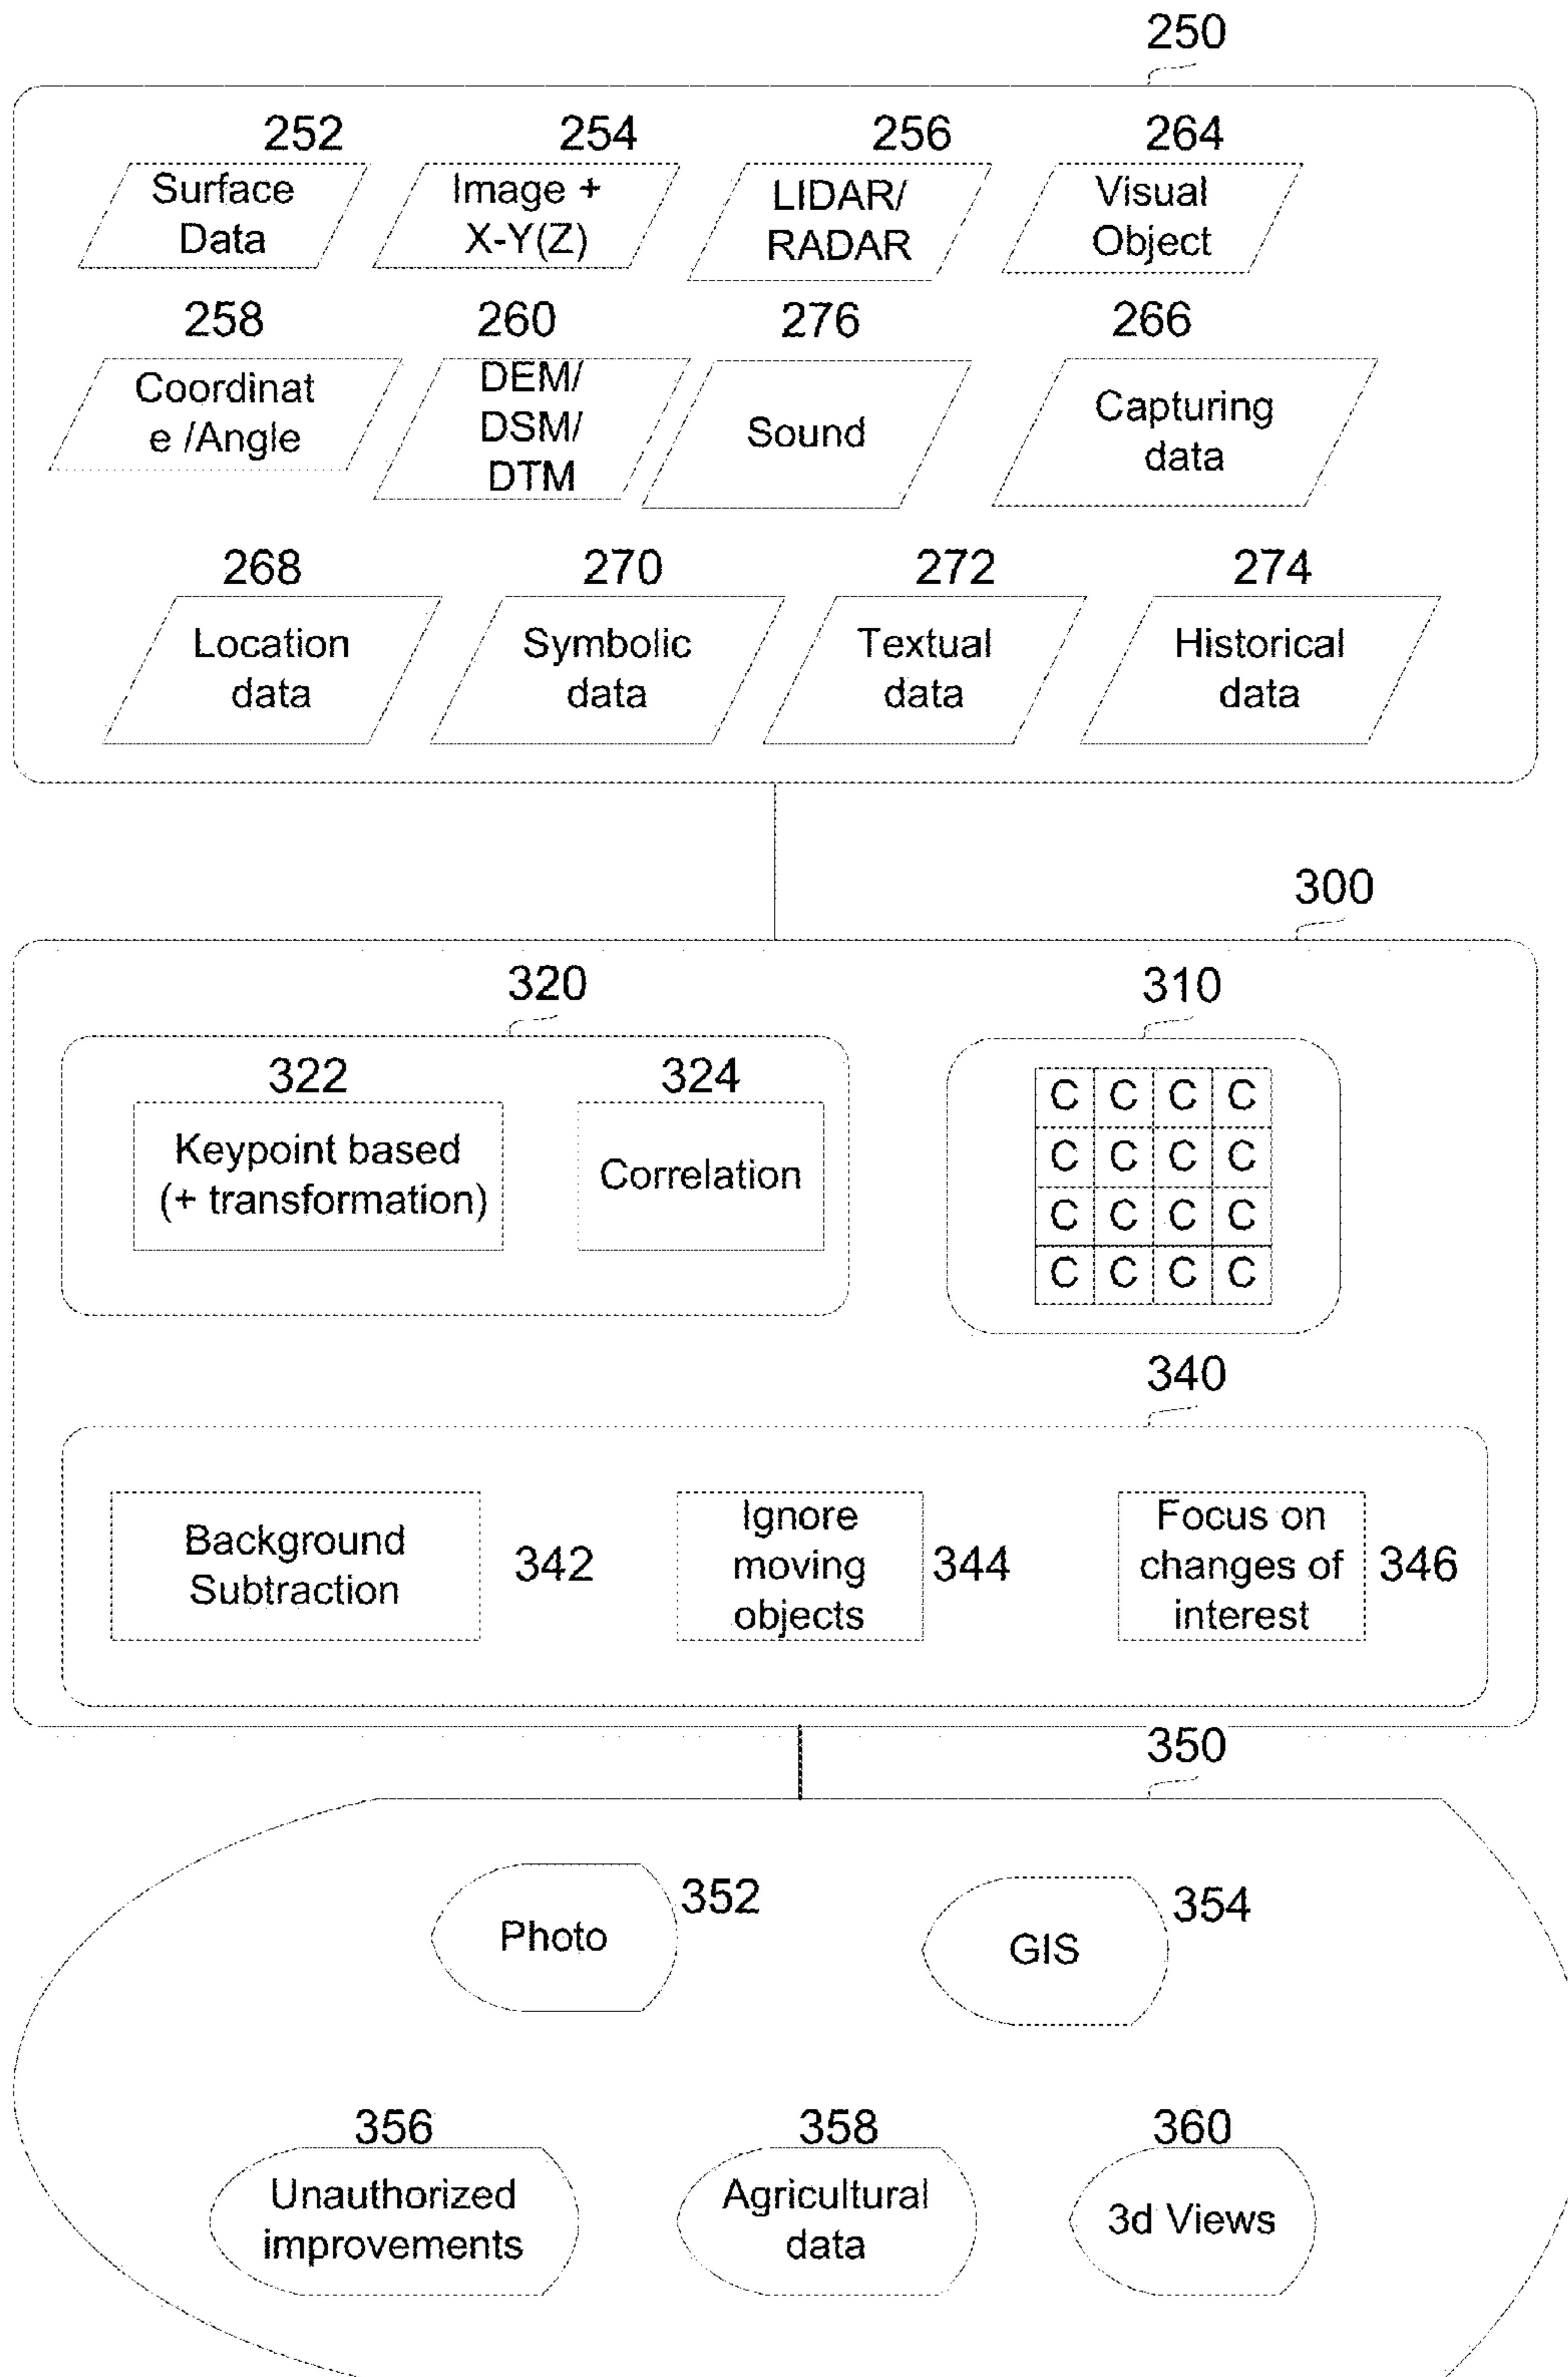 250
252
254
256
264
Surface
Data
Image +
X-Y(Z)
LIDAR/
RADAR
Visual
Object
258
260
276
266
Coordinat
e /Angle
DEM/
DSM/
DTM
Sound
Capturing
data
268
270
272
274
Location
data
Symbolic
data
Textual
data
Historical
data
300
320
310
322
324
Keypoint based
(+ transformation)
Correlation
C C C C
C C C C
C C C C
C C C C
340
Background
Subtraction
342
Ignore
moving
objects
344
Focus on
changes of
interest
346
350
Photo
352
GIS
354
356
358
360
Unauthorized
improvements
Agricultural
data
3d Views